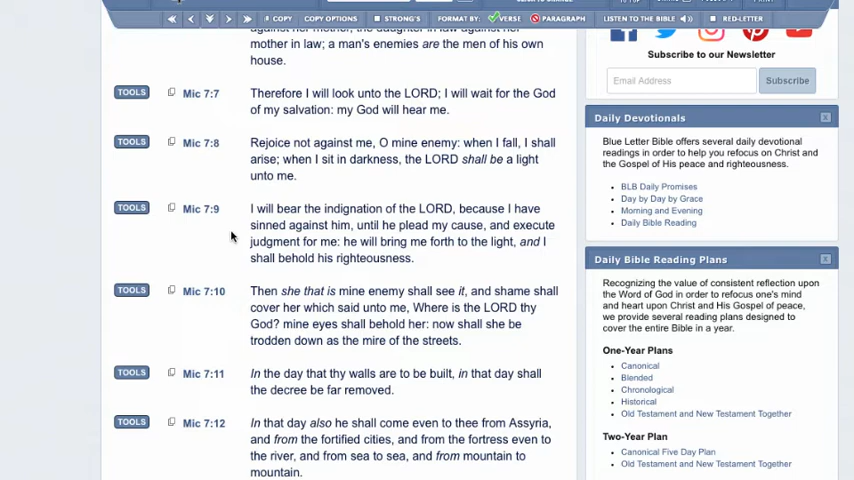 COPY COPY OPTIONS STRONG'S FORMAT BY: VERSE PARAGRAPH LISTEN TO THE BIBLE RED-LETTER
mother in law; a man's enemies are the men of his own
house.
TOOLS Mic 7:7 Therefore I will look unto the LORD; I will wait for the God
of my salvation: my God will hear me.
TOOLS Mic 7:8 Rejoice not against me, O mine enemy: when I fall, I shall
arise; when I sit in darkness, the LORD shall be a light
unto me.
TOOLS Mic 7:9 I will bear the indignation of the LORD, because I have
sinned against him, until he plead my cause, and execute
judgment for me: he will bring me forth to the light, and I
shall behold his righteousness.
TOOLS Mic 7:10 Then she that is mine enemy shall see it, and shame shall
cover her which said unto me, Where is the LORD thy
God? mine eyes shall behold her: now shall she be
trodden down as the mire of the streets.
TOOLS Mic 7:11 In the day that thy walls are to be built, in that day shall
the decree be far removed.
TOOLS Mic 7:12 In that day also he shall come even to thee from Assyria,
and from the fortified cities, and from the fortress even to
the river, and from sea to sea, and from mountain to
mountain.
Subscribe to our Newsletter
Email Address Subscribe
Daily Devotionals
Blue Letter Bible offers several daily devotional
readings in order to help you refocus on Christ and
the Gospel of His peace and righteousness.
BLB Daily Promises
Day by Day by Grace
Morning and Evening
Daily Bible Reading
Daily Bible Reading Plans
Recognizing the value of consistent reflection upon
the Word of God in order to refocus one's mind
and heart upon Christ and His Gospel of peace,
we provide several reading plans designed to
cover the entire Bible in a year.
One-Year Plans
Canonical
Blended
Chronological
Historical
Old Testament and New Testament Together
Two-Year Plan
Canonical Five Day Plan
Old Testament and New Testament Together